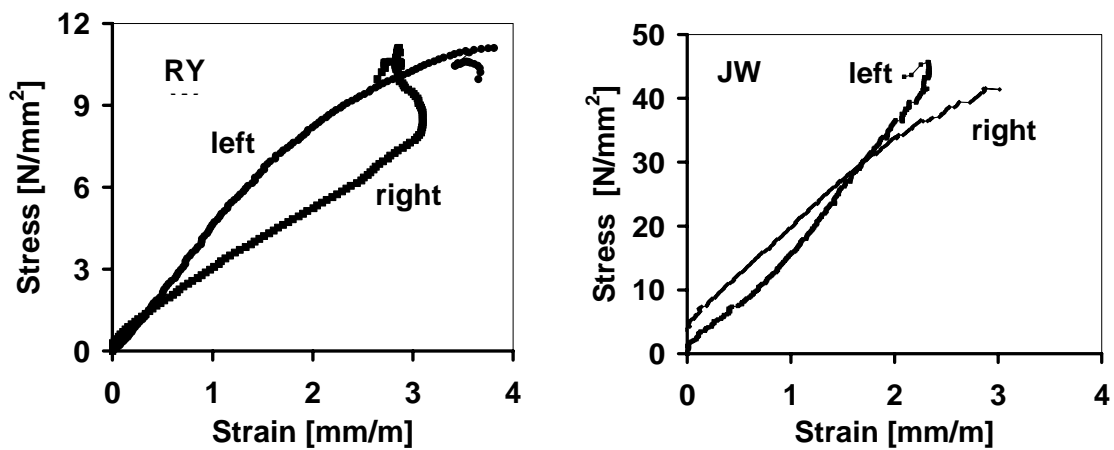 12
9
6
3
0
0 1 2 3 4
Stress [N/mm²]
Strain [mm/m]
RY
left
right
50
40
30
20
10
0
0 1 2 3 4
Stress [N/mm²]
Strain [mm/m]
JW
left
right